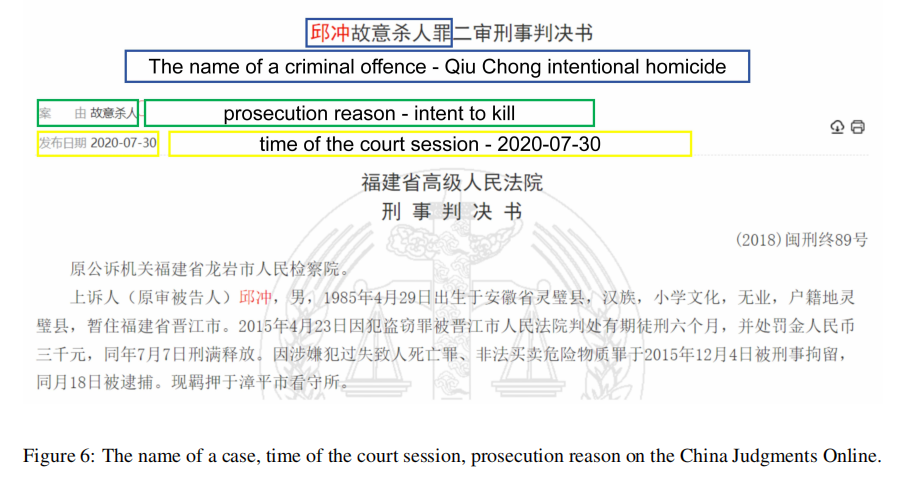 邱冲故意杀人罪二审刑事判决书
The name of a criminal offence - Qiu Chong intentional homicide
案 由 故意杀人
prosecution reason - intent to kill
发布日期 2020-07-30
time of the court session - 2020-07-30
福建省高级人民法院
刑 事 判 决 书
(2018)闽刑终89号
原公诉机关福建省龙岩市人民检察院。
上诉人（原审被告人）邱冲，男，1985年4月29日出生于安徽省灵璧县，汉族，小学文化，无业，户籍地灵
璧县，暂住福建省晋江市。2015年4月23日因犯盗窃罪被晋江市人民法院判处有期徒刑六个月，并处罚金人民币
三千元，同年7月7日刑满释放。因涉嫌犯过失致人死亡罪、非法买卖危险物质罪于2015年12月4日被刑事拘留，
同月18日被逮捕。现羁押于漳平市看守所。
Figure 6: The name of a case, time of the court session, prosecution reason on the China Judgments Online.